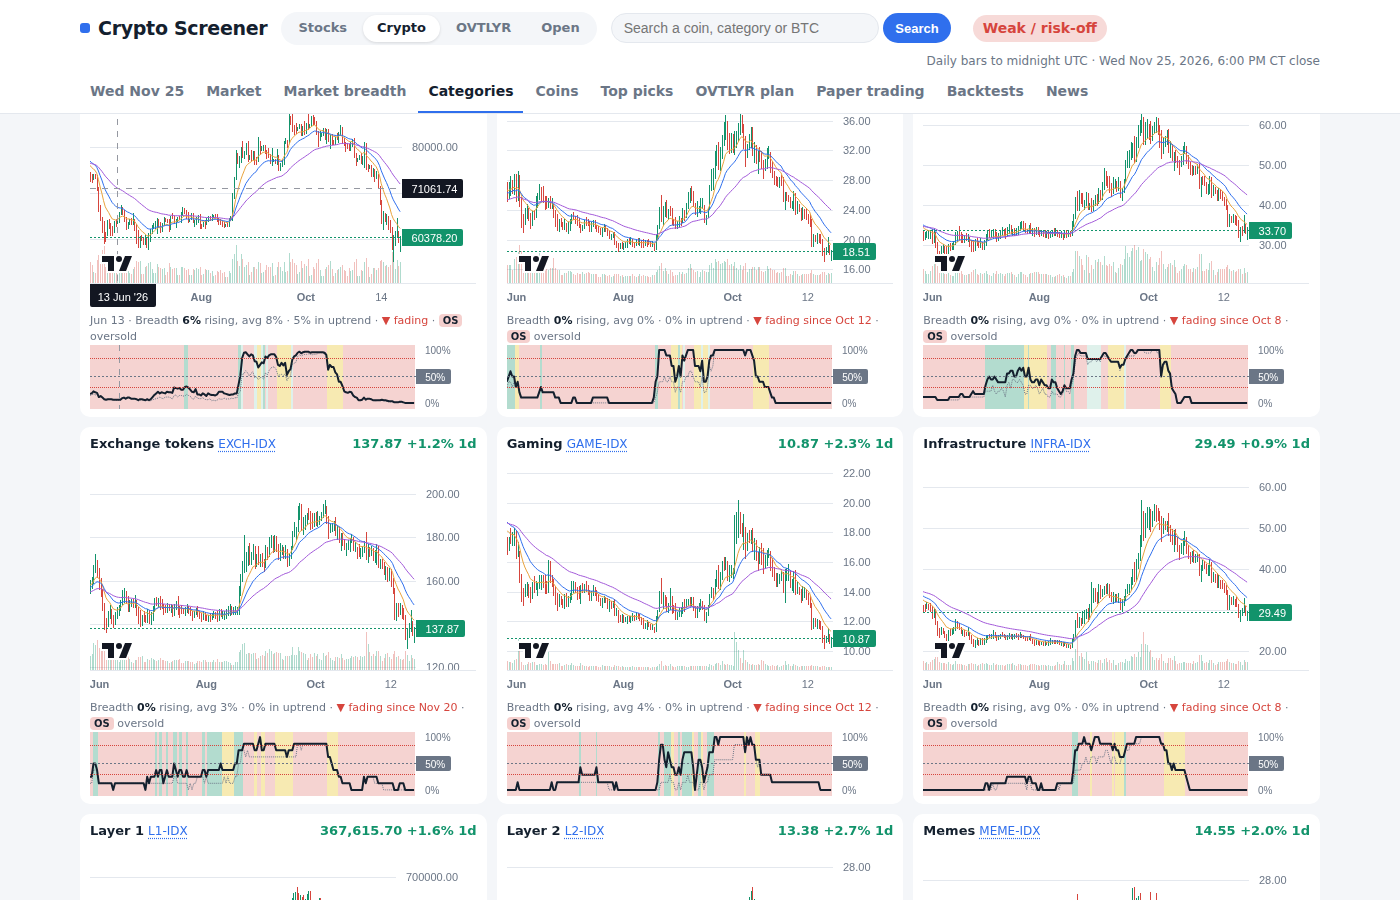 Crypto Screener Stocks Crypto OVTLYR Open Search a coin, category or BTC Search Weak / risk-off
Daily bars to midnight UTC · Wed Nov 25, 2026, 6:00 PM CT close
Wed Nov 25 Market Market breadth Categories Coins Top picks OVTLYR plan Paper trading Backtests News
80000.00
71061.74
60378.20
13 Jun '26 Aug Oct 14
Jun 13 · Breadth 6% rising, avg 8% · 5% in uptrend · ▼ fading · OS
oversold
100%
50%
0%
36.00
32.00
28.00
24.00
20.00
18.51
16.00
Jun Aug Oct 12
Breadth 0% rising, avg 0% · 0% in uptrend · ▼ fading since Oct 12 ·
OS oversold
100%
50%
0%
60.00
50.00
40.00
33.70
30.00
Jun Aug Oct 12
Breadth 0% rising, avg 0% · 0% in uptrend · ▼ fading since Oct 8 ·
OS oversold
100%
50%
0%
Exchange tokens EXCH-IDX 137.87 +1.2% 1d
200.00
180.00
160.00
137.87
120.00
Jun Aug Oct 12
Breadth 0% rising, avg 3% · 0% in uptrend · ▼ fading since Nov 20 ·
OS oversold
100%
50%
0%
Gaming GAME-IDX 10.87 +2.3% 1d
22.00
20.00
18.00
16.00
14.00
12.00
10.87
10.00
Jun Aug Oct 12
Breadth 0% rising, avg 4% · 0% in uptrend · ▼ fading since Oct 12 ·
OS oversold
100%
50%
0%
Infrastructure INFRA-IDX 29.49 +0.9% 1d
60.00
50.00
40.00
29.49
20.00
Jun Aug Oct 12
Breadth 0% rising, avg 0% · 0% in uptrend · ▼ fading since Oct 8 ·
OS oversold
100%
50%
0%
Layer 1 L1-IDX 367,615.70 +1.6% 1d
700000.00
Layer 2 L2-IDX 13.38 +2.7% 1d
28.00
Memes MEME-IDX 14.55 +2.0% 1d
28.00